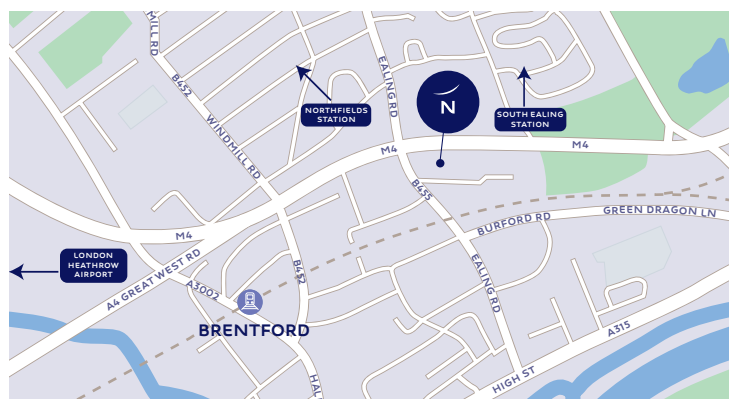 MILL RD
B452
EALING RD
N
NORTHFIELDS
STATION
SOUTH EALING
STATION
WINDMILL RD
M4
M4
B455
GREEN DRAGON LN
BURFORD RD
M4
LONDON
HEATHROW
AIRPORT
A4 GREAT WEST RD
B452
EALING RD
A3002
BRENTFORD
A315
HIGH ST
HAL